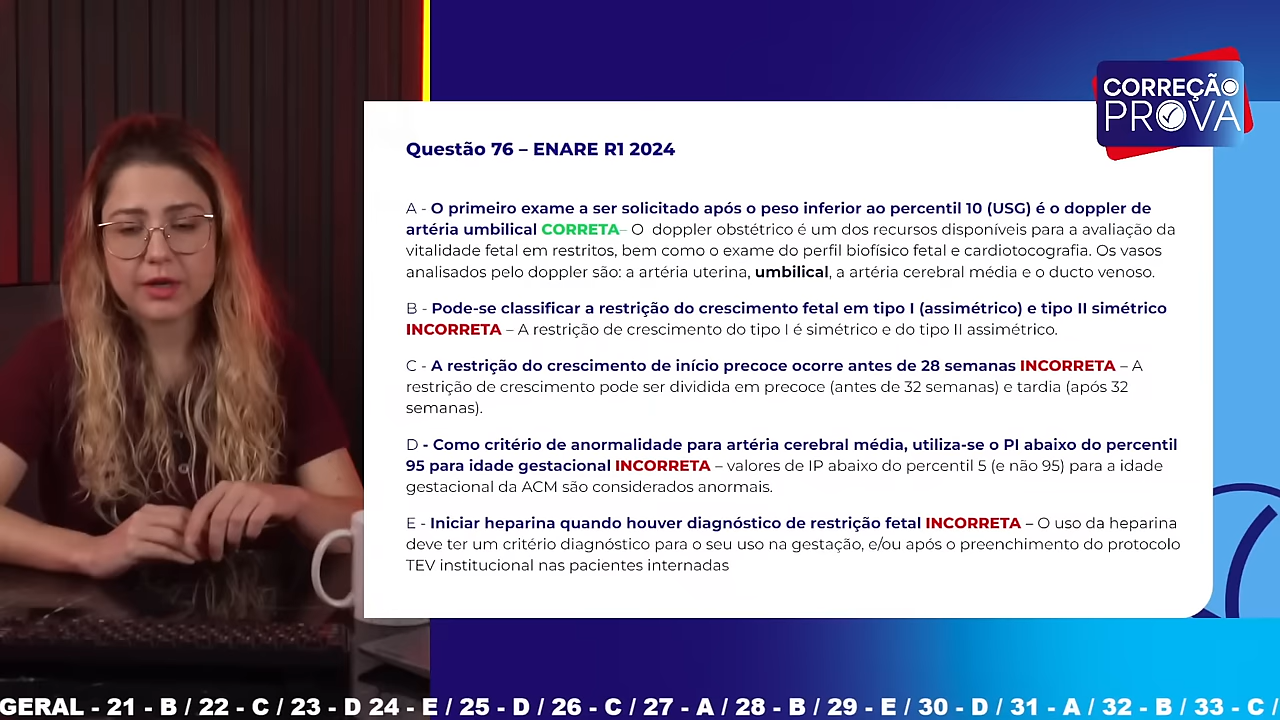 CORREÇÃO
PROVA
Questão 76 – ENARE R1 2024
A - O primeiro exame a ser solicitado após o peso inferior ao percentil 10 (USG) é o doppler de
artéria umbilical CORRETA– O doppler obstétrico é um dos recursos disponíveis para a avaliação da
vitalidade fetal em restritos, bem como o exame do perfil biofísico fetal e cardiotocografia. Os vasos
analisados pelo doppler são: a artéria uterina, umbilical, a artéria cerebral média e o ducto venoso.
B - Pode-se classificar a restrição do crescimento fetal em tipo I (assimétrico) e tipo II simétrico
INCORRETA – A restrição de crescimento do tipo I é simétrico e do tipo II assimétrico.
C - A restrição do crescimento de início precoce ocorre antes de 28 semanas INCORRETA – A
restrição de crescimento pode ser dividida em precoce (antes de 32 semanas) e tardia (após 32
semanas).
D - Como critério de anormalidade para artéria cerebral média, utiliza-se o PI abaixo do percentil
95 para idade gestacional INCORRETA – valores de IP abaixo do percentil 5 (e não 95) para a idade
gestacional da ACM são considerados anormais.
E - Iniciar heparina quando houver diagnóstico de restrição fetal INCORRETA – O uso da heparina
deve ter um critério diagnóstico para o seu uso na gestação, e/ou após o preenchimento do protocolo
TEV institucional nas pacientes internadas
GERAL - 21 - B / 22 - C / 23 - D 24 - E / 25 - D / 26 - C / 27 - A / 28 - B / 29 - E / 30 - D / 31 - A / 32 - B / 33 - C /